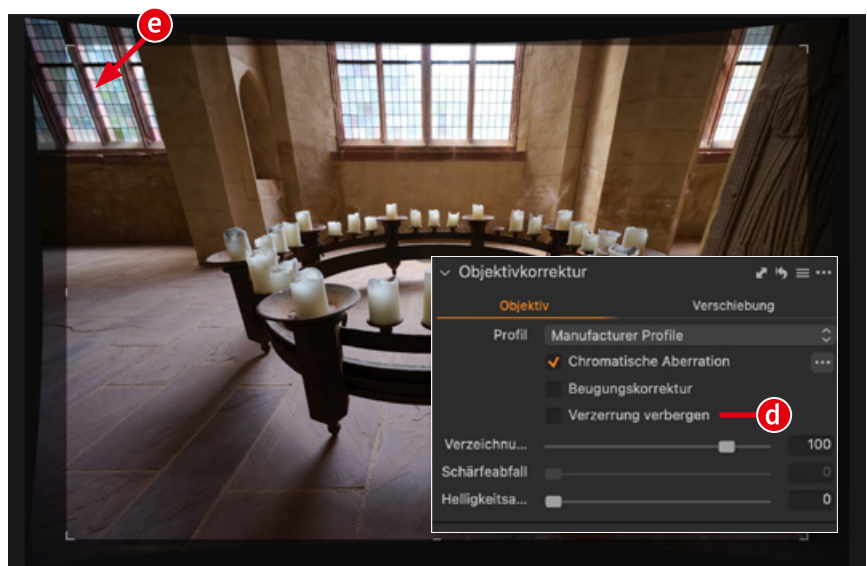 e
Objektivkorrektur
Objektiv Verschiebung
Profil Manufacturer Profile
Chromatische Aberration
Beugungskorrektur
Verzerrung verbergen d
Verzeichnu... 100
Schärfeabfall 0
Helligkeitsa... 0